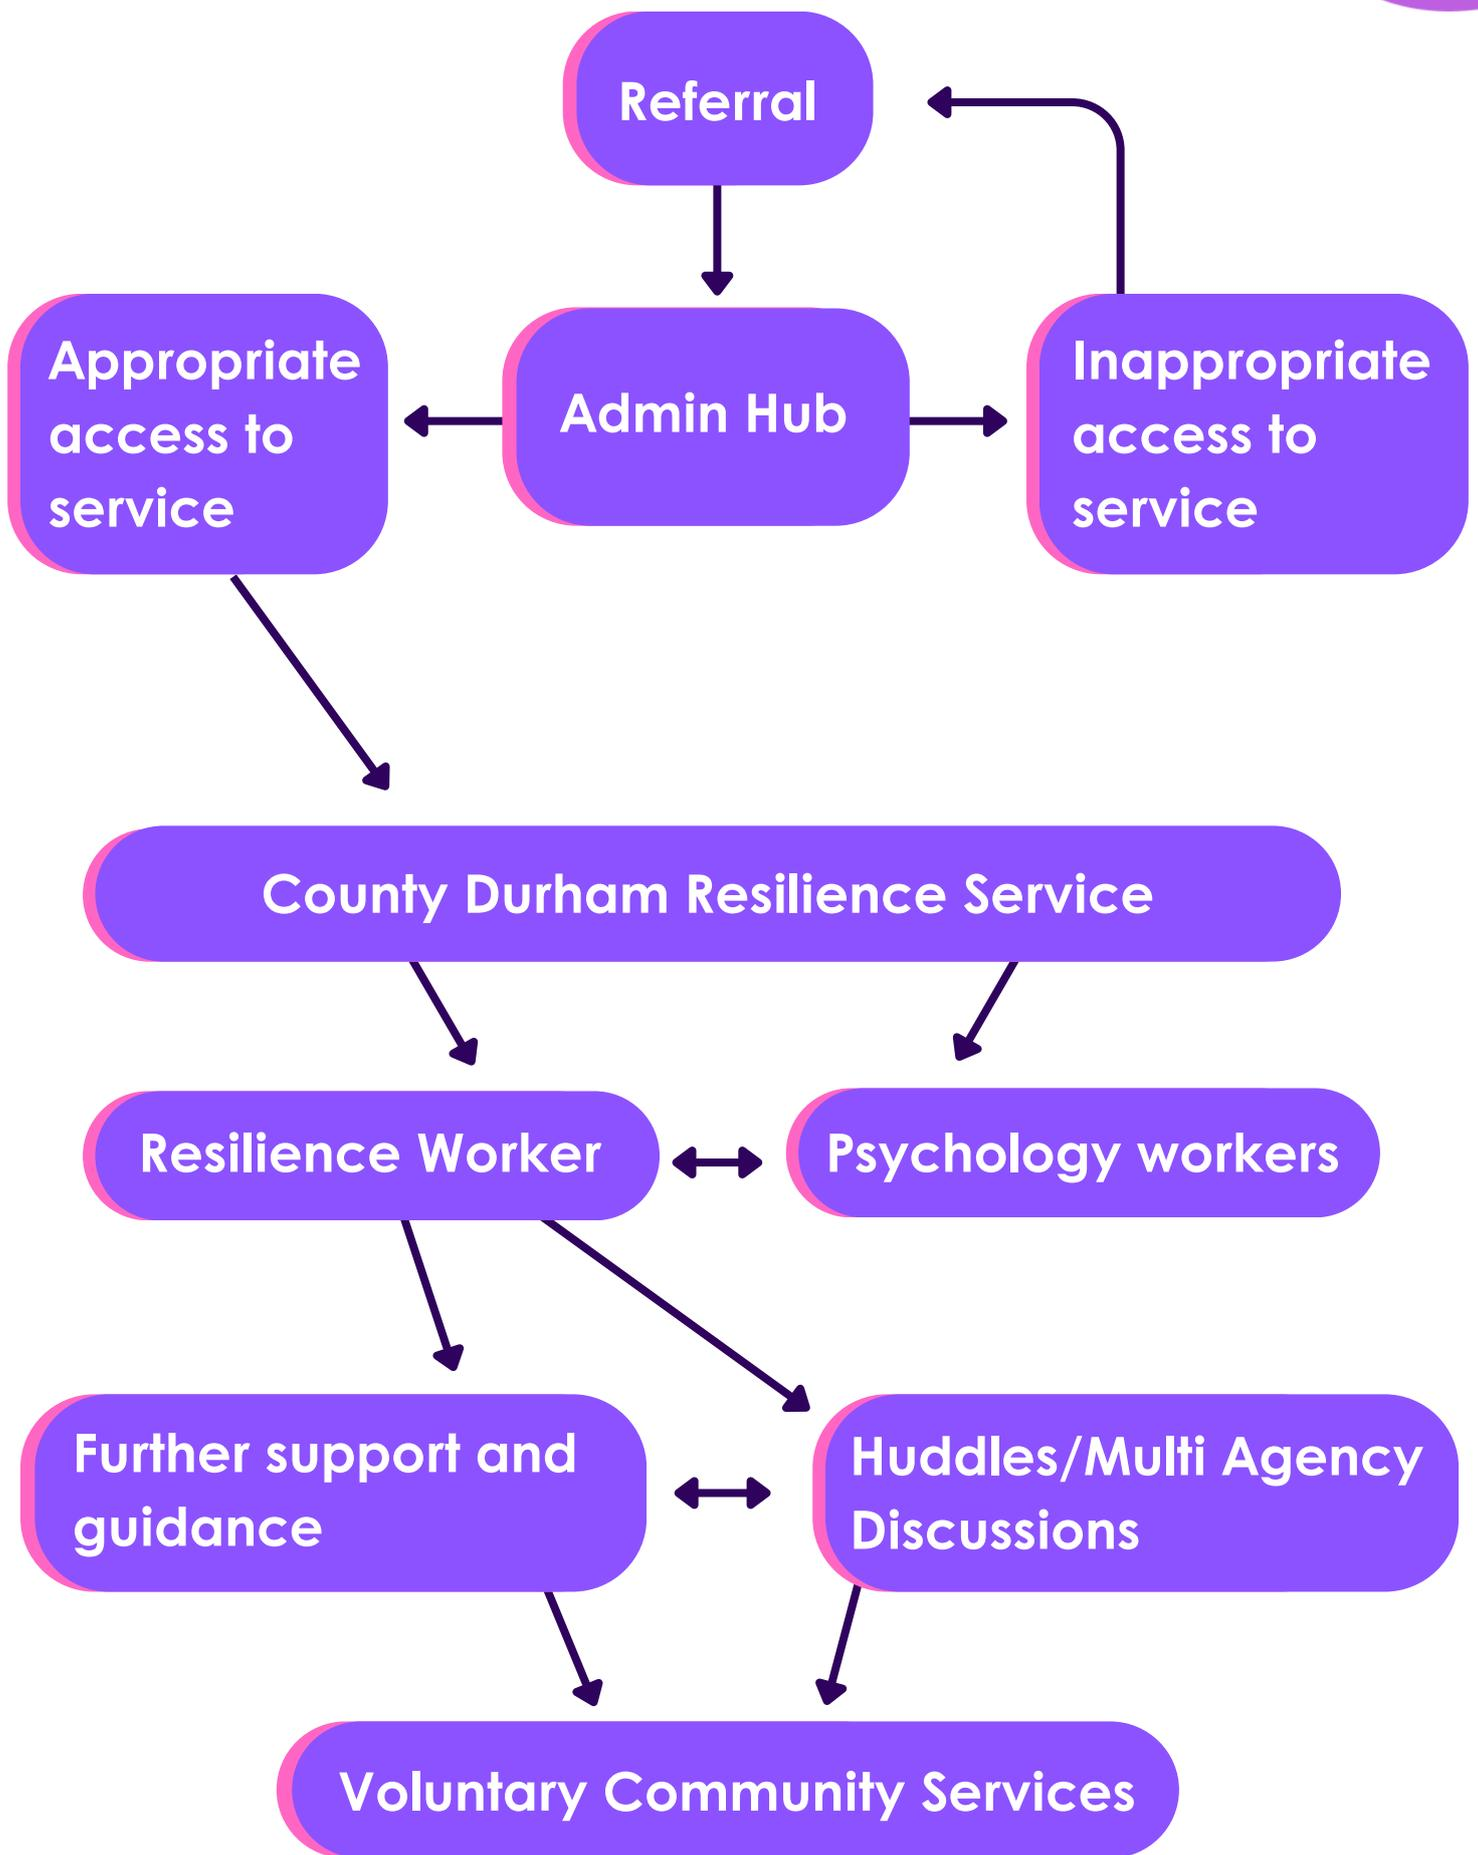 Referral
Appropriate
access to
service
Admin Hub
Inappropriate
access to
service
County Durham Resilience Service
Resilience Worker
Psychology workers
Further support and
guidance
Huddles/Multi Agency
Discussions
Voluntary Community Services